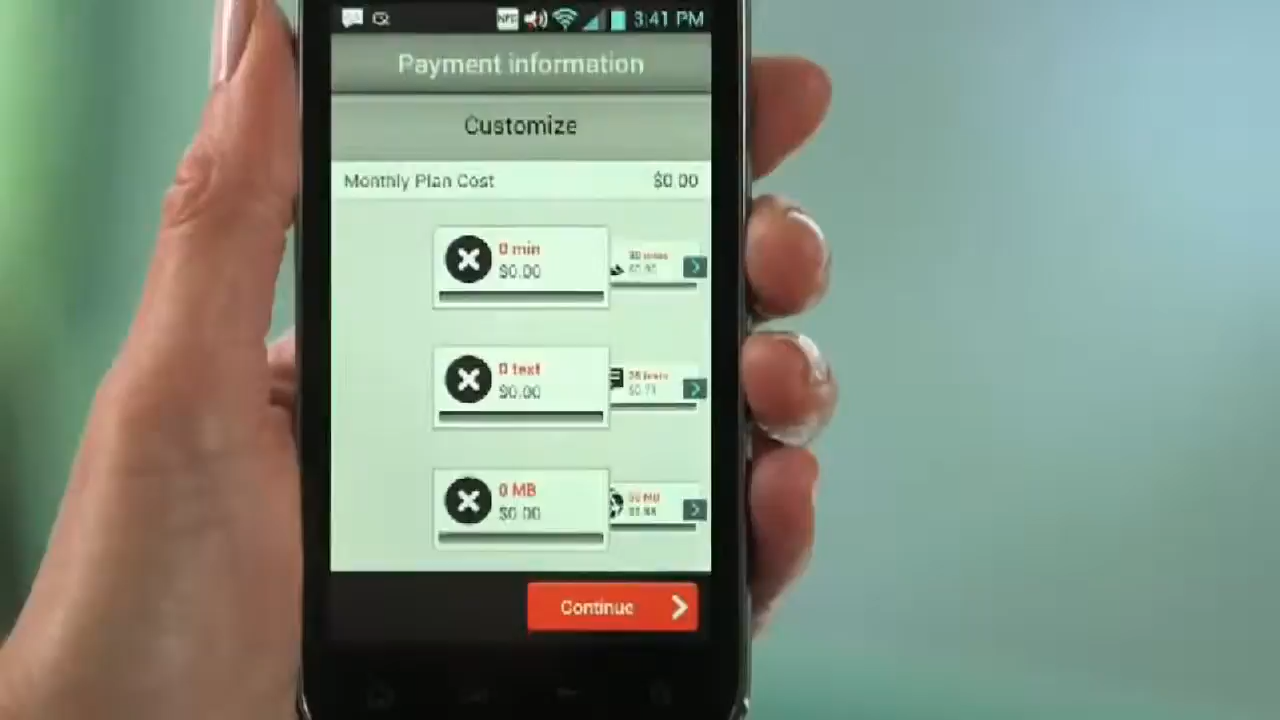 NFC 3:41 PM
Payment information
Customize
Monthly Plan Cost $0.00
0 min
$0.00
0 text
$0.00
0 MB
$0.00
Continue